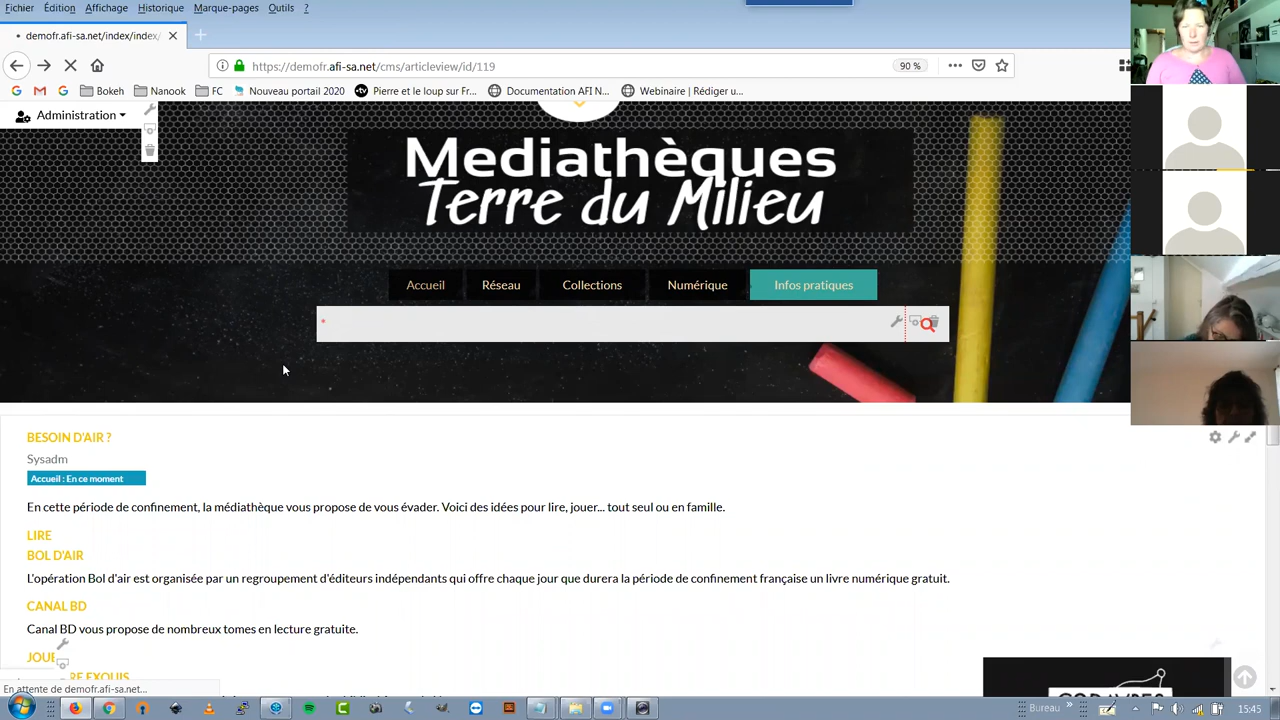 Fichier Édition Affichage Historique Marque-pages Outils ?
demofr.afi-sa.net/index/index/
https://demofr.afi-sa.net/cms/articleview/id/119 90 %
Bokeh Nanook FC Nouveau portail 2020 Pierre et le loup sur Fr... Documentation AFI N... Webinaire | Rédiger u...
Administration
Mediathèques
Terre du Milieu
Accueil Réseau Collections Numérique Infos pratiques
BESOIN D'AIR ?
Sysadm
Accueil : En ce moment
En cette période de confinement, la médiathèque vous propose de vous évader. Voici des idées pour lire, jouer... tout seul ou en famille.
LIRE
BOL D'AIR
L'opération Bol d'air est organisée par un regroupement d'éditeurs indépendants qui offre chaque jour que durera la période de confinement française un livre numérique gratuit.
CANAL BD
Canal BD vous propose de nombreux tomes en lecture gratuite.
JOUE
RE EXQUIS
En attente de demofr.afi-sa.net...
Bureau » 15:45